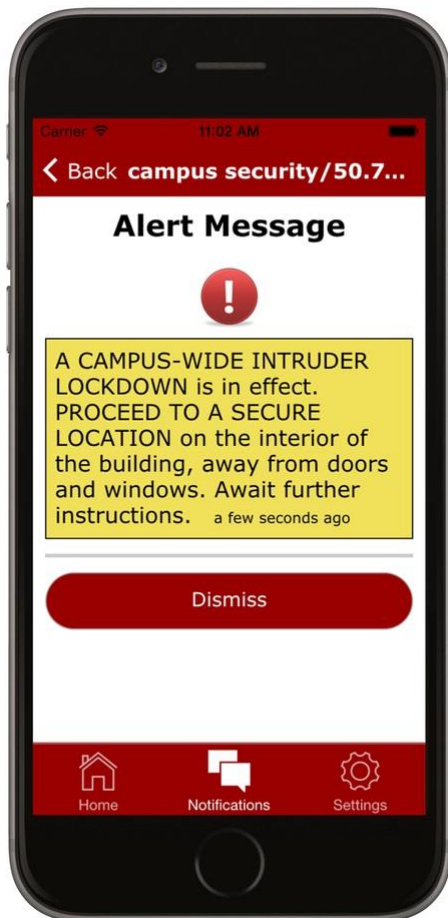 Carrier 11:02 AM
Back campus security/50.7...
Alert Message
!
A CAMPUS-WIDE INTRUDER
LOCKDOWN is in effect.
PROCEED TO A SECURE
LOCATION on the interior of
the building, away from doors
and windows. Await further
instructions. a few seconds ago
Dismiss
Home Notifications Settings